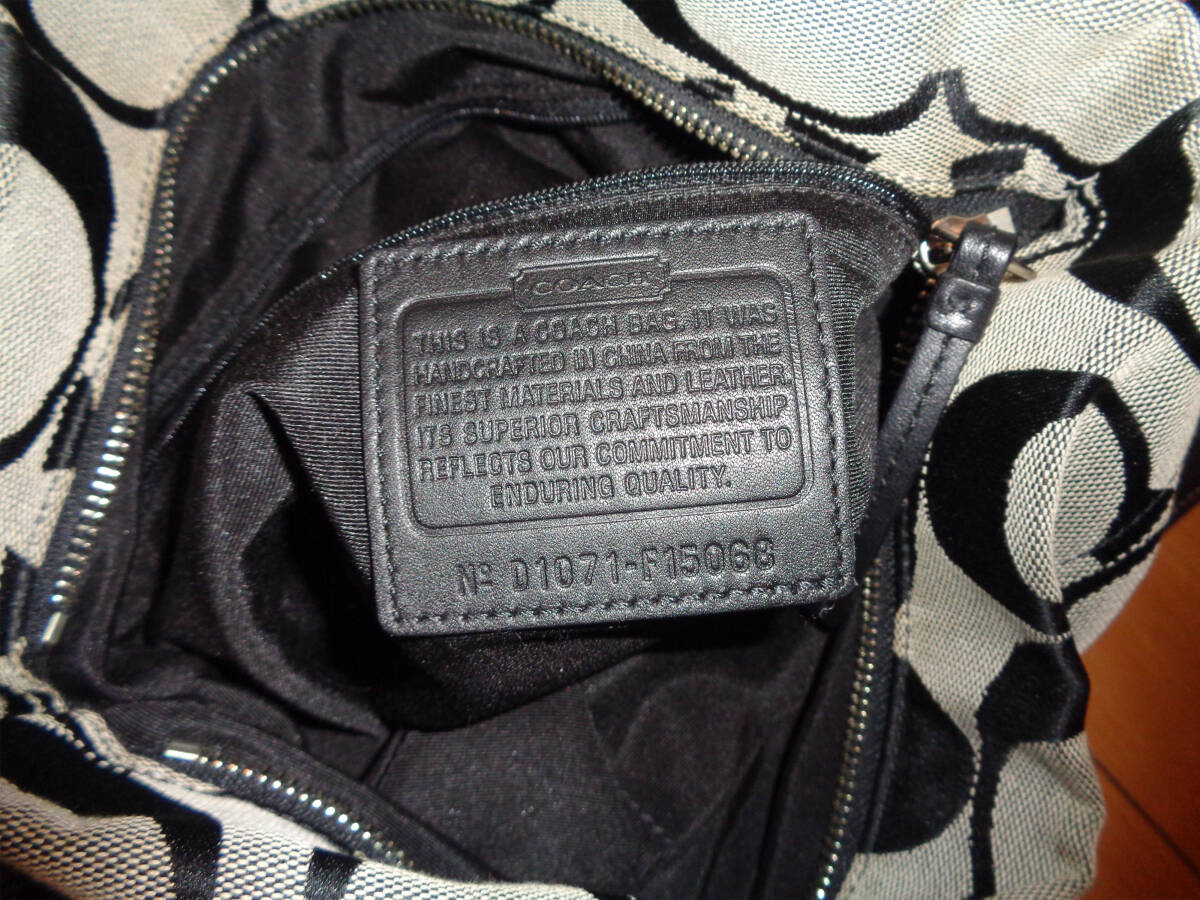 COACH
THIS IS A COACH BAG. IT WAS
HANDCRAFTED IN CHINA FROM THE
FINEST MATERIALS AND LEATHER.
ITS SUPERIOR CRAFTSMANSHIP
REFLECTS OUR COMMITMENT TO
ENDURING QUALITY.
Nº D1071-F15068